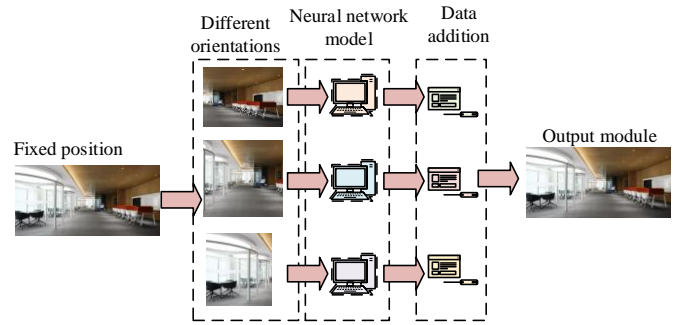 Different
orientations
Neural network
model
Data
addition
Fixed position
Output module